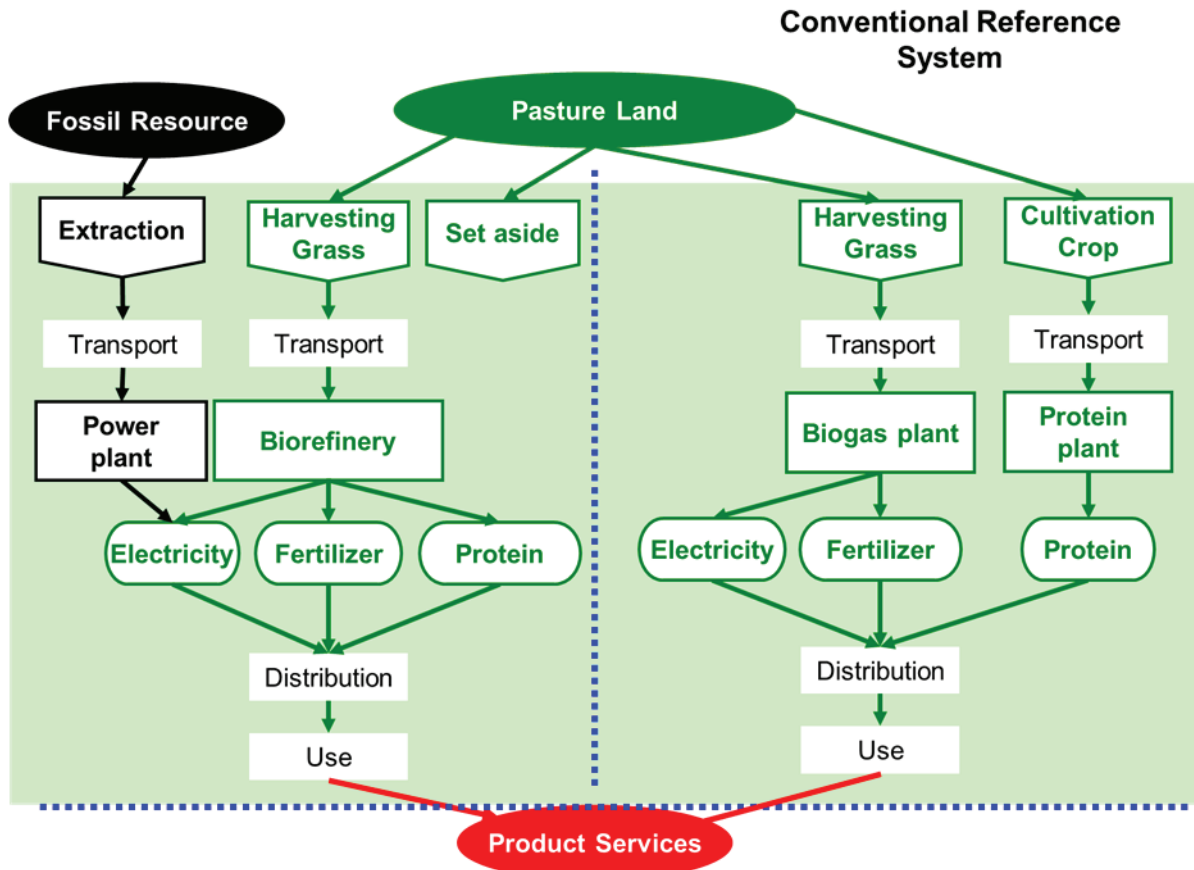 Conventional Reference
System
Fossil Resource
Pasture Land
Extraction
Harvesting
Grass
Set aside
Harvesting
Grass
Cultivation
Crop
Transport
Transport
Transport
Transport
Power
plant
Biorefinery
Biogas plant
Protein
plant
Electricity
Fertilizer
Protein
Electricity
Fertilizer
Protein
Distribution
Distribution
Use
Use
Product Services